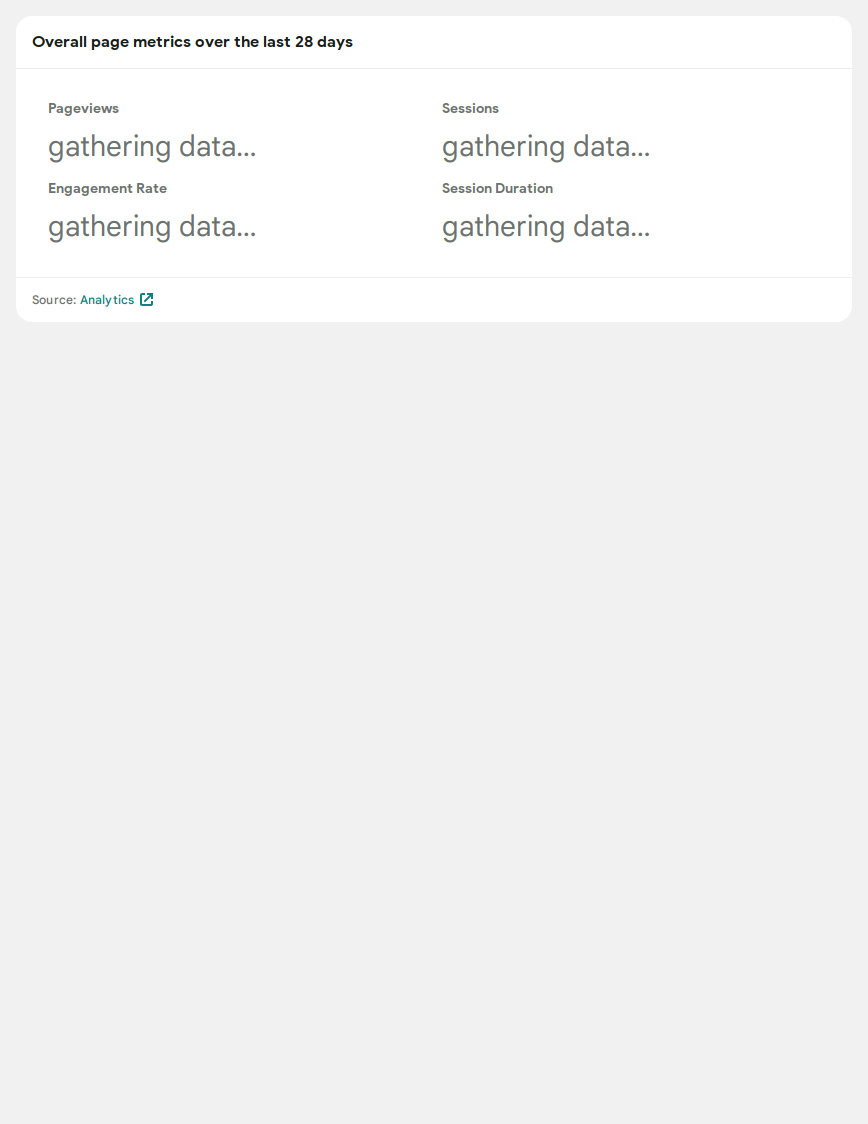 Overall page metrics over the last 28 days
Pageviews
gathering data...
Sessions
gathering data...
Engagement Rate
gathering data...
Session Duration
gathering data...
Source: Analytics